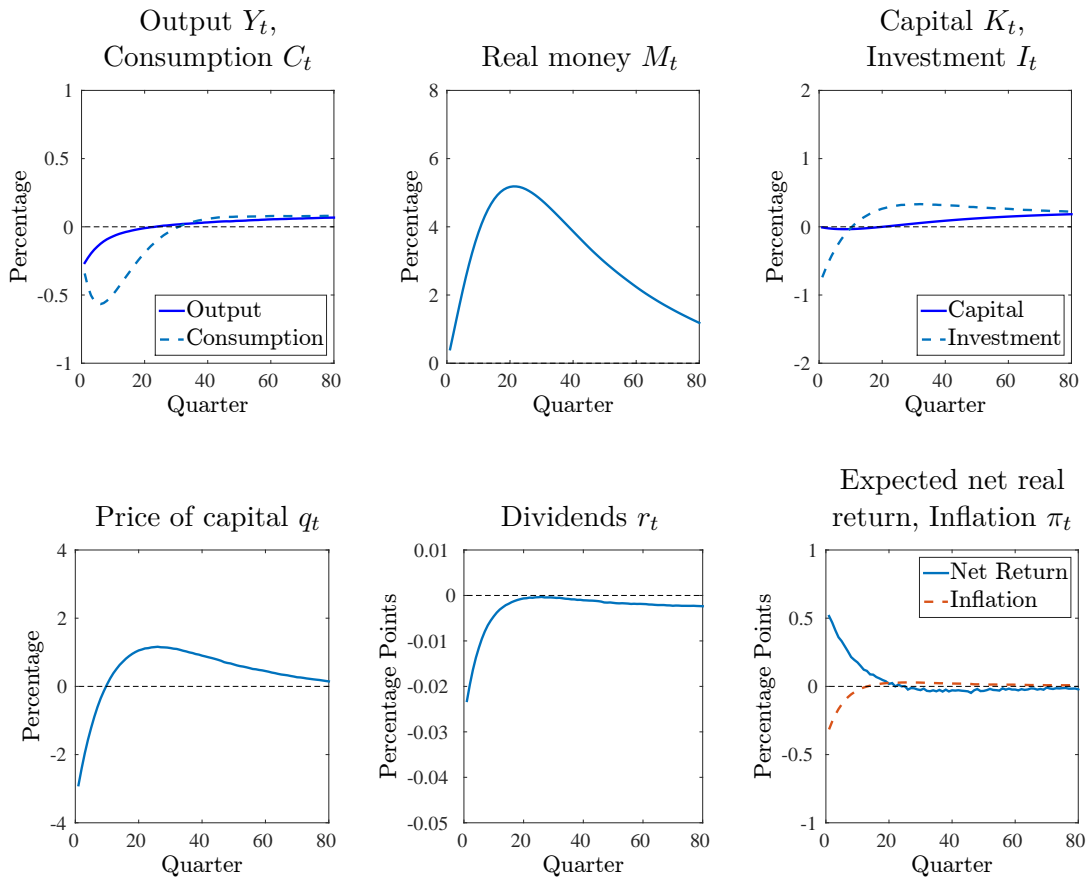 Output $Y_t$,
Consumption $C_t$
Percentage
1
0.5
0
-0.5
-1
Output
Consumption
0 20 40 60 80
Quarter
Real money $M_t$
Percentage
8
6
4
2
0
0 20 40 60 80
Quarter
Capital $K_t$,
Investment $I_t$
Percentage
2
1
0
-1
-2
Capital
Investment
0 20 40 60 80
Quarter
Price of capital $q_t$
Percentage
4
2
0
-2
-4
0 20 40 60 80
Quarter
Dividends $r_t$
Percentage Points
0.01
0
-0.01
-0.02
-0.03
-0.04
-0.05
0 20 40 60 80
Quarter
Expected net real
return, Inflation $\pi_t$
Percentage Points
1
0.5
0
-0.5
-1
Net Return
Inflation
0 20 40 60 80
Quarter